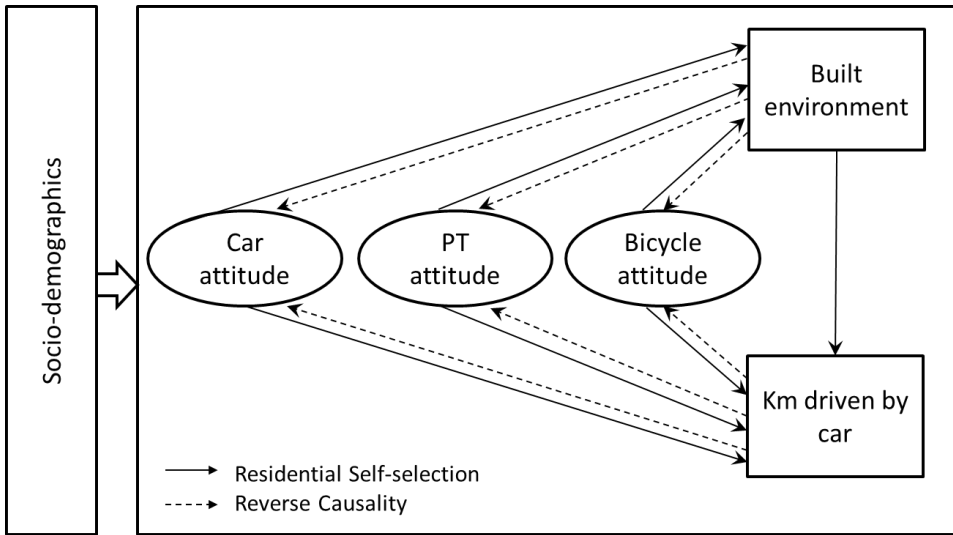 Socio-demographics
Built
environment
Car
attitude
PT
attitude
Bicycle
attitude
Km driven by
car
Residential Self-selection
Reverse Causality